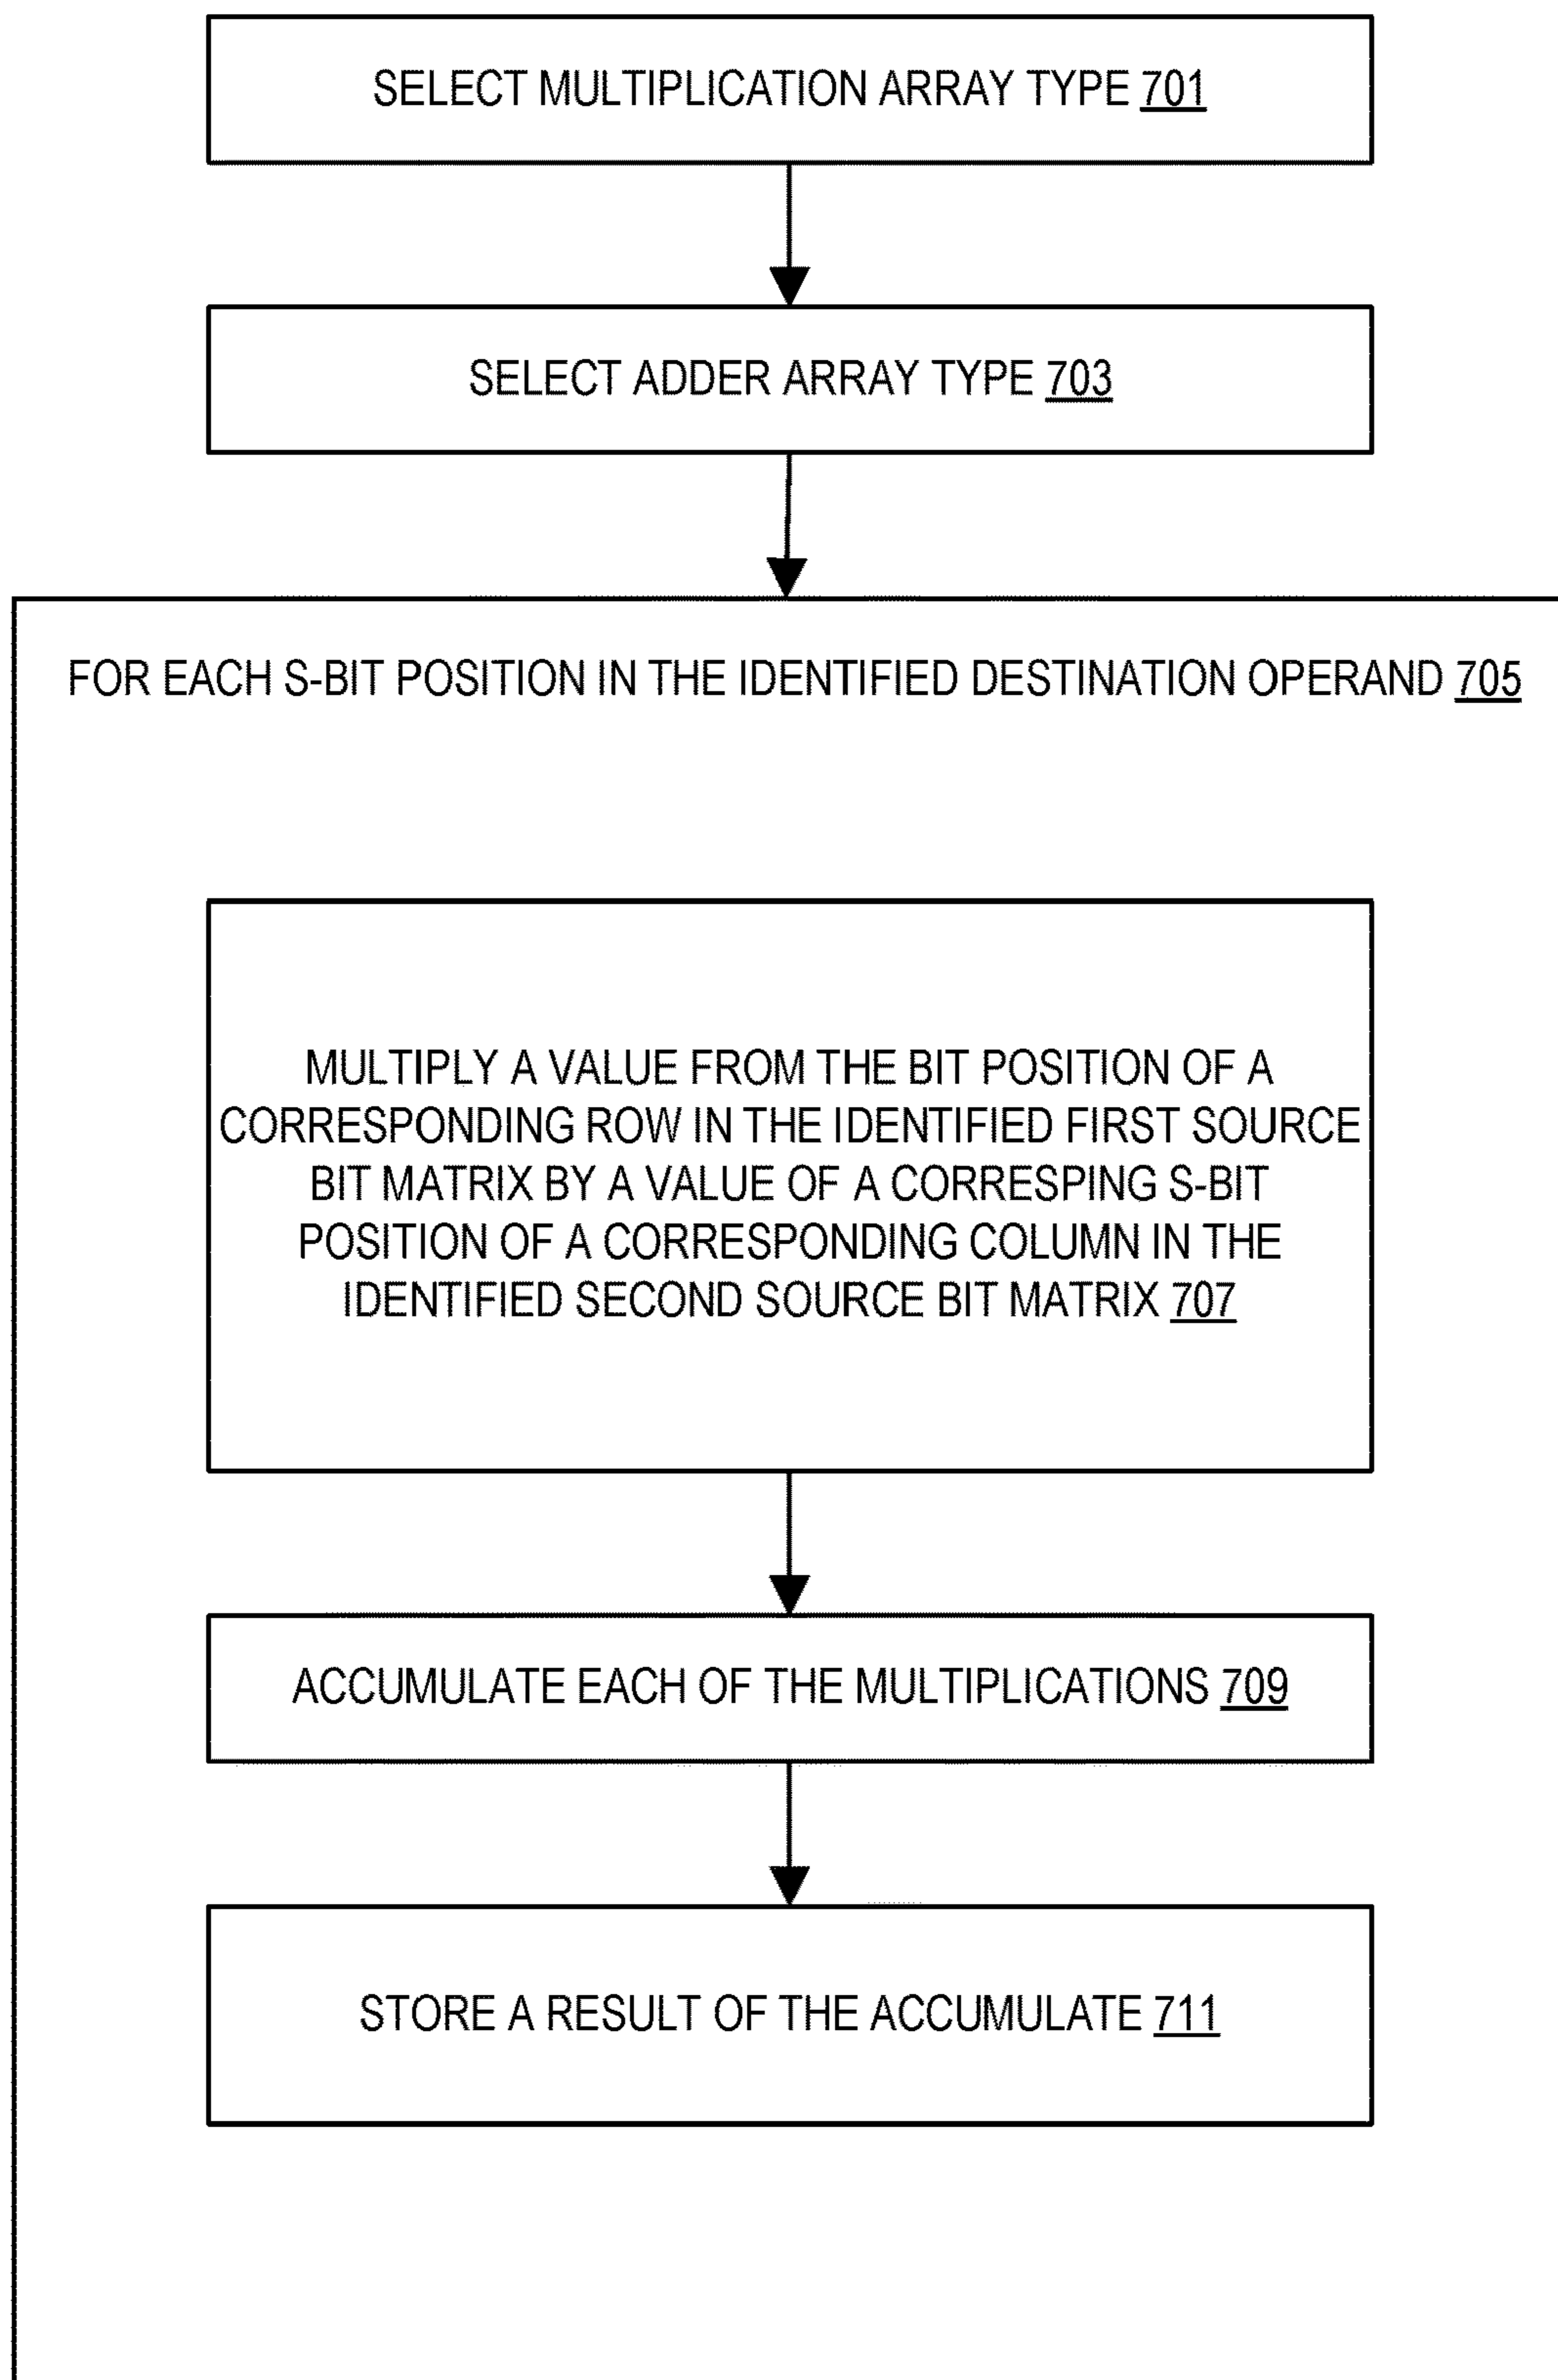 SELECT MULTIPLICATION ARRAY TYPE 701
SELECT ADDER ARRAY TYPE 703
FOR EACH S-BIT POSITION IN THE IDENTIFIED DESTINATION OPERAND 705
MULTIPLY A VALUE FROM THE BIT POSITION OF A
CORRESPONDING ROW IN THE IDENTIFIED FIRST SOURCE
BIT MATRIX BY A VALUE OF A CORRESPING S-BIT
POSITION OF A CORRESPONDING COLUMN IN THE
IDENTIFIED SECOND SOURCE BIT MATRIX 707
ACCUMULATE EACH OF THE MULTIPLICATIONS 709
STORE A RESULT OF THE ACCUMULATE 711